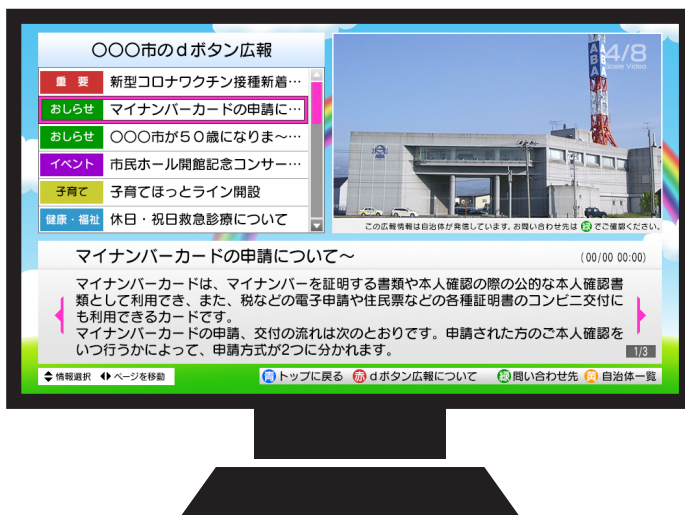 ○○○市のdボタン広報
重要 新型コロナワクチン接種新着…
おしらせ マイナンバーカードの申請に…
おしらせ ○○○市が50歳になりま～…
イベント 市民ホール開館記念コンサー…
子育て 子育てほっとライン開設
健康・福祉 休日・祝日救急診療について
4/8
Scale Video
ABA
この広報情報は自治体が発信しています。お問い合わせ先は 緑 でご確認ください。
マイナンバーカードの申請について～ (00/00 00:00)
マイナンバーカードは、マイナンバーを証明する書類や本人確認の際の公的な本人確認書
類として利用でき、また、税などの電子申請や住民票などの各種証明書のコンビニ交付に
も利用できるカードです。
マイナンバーカードの申請、交付の流れは次のとおりです。申請された方のご本人確認を
いつ行うかによって、申請方式が2つに分かれます。
1/3
情報選択 ページを移動 青 トップに戻る 赤 dボタン広報について 緑 問い合わせ先 黄 自治体一覧